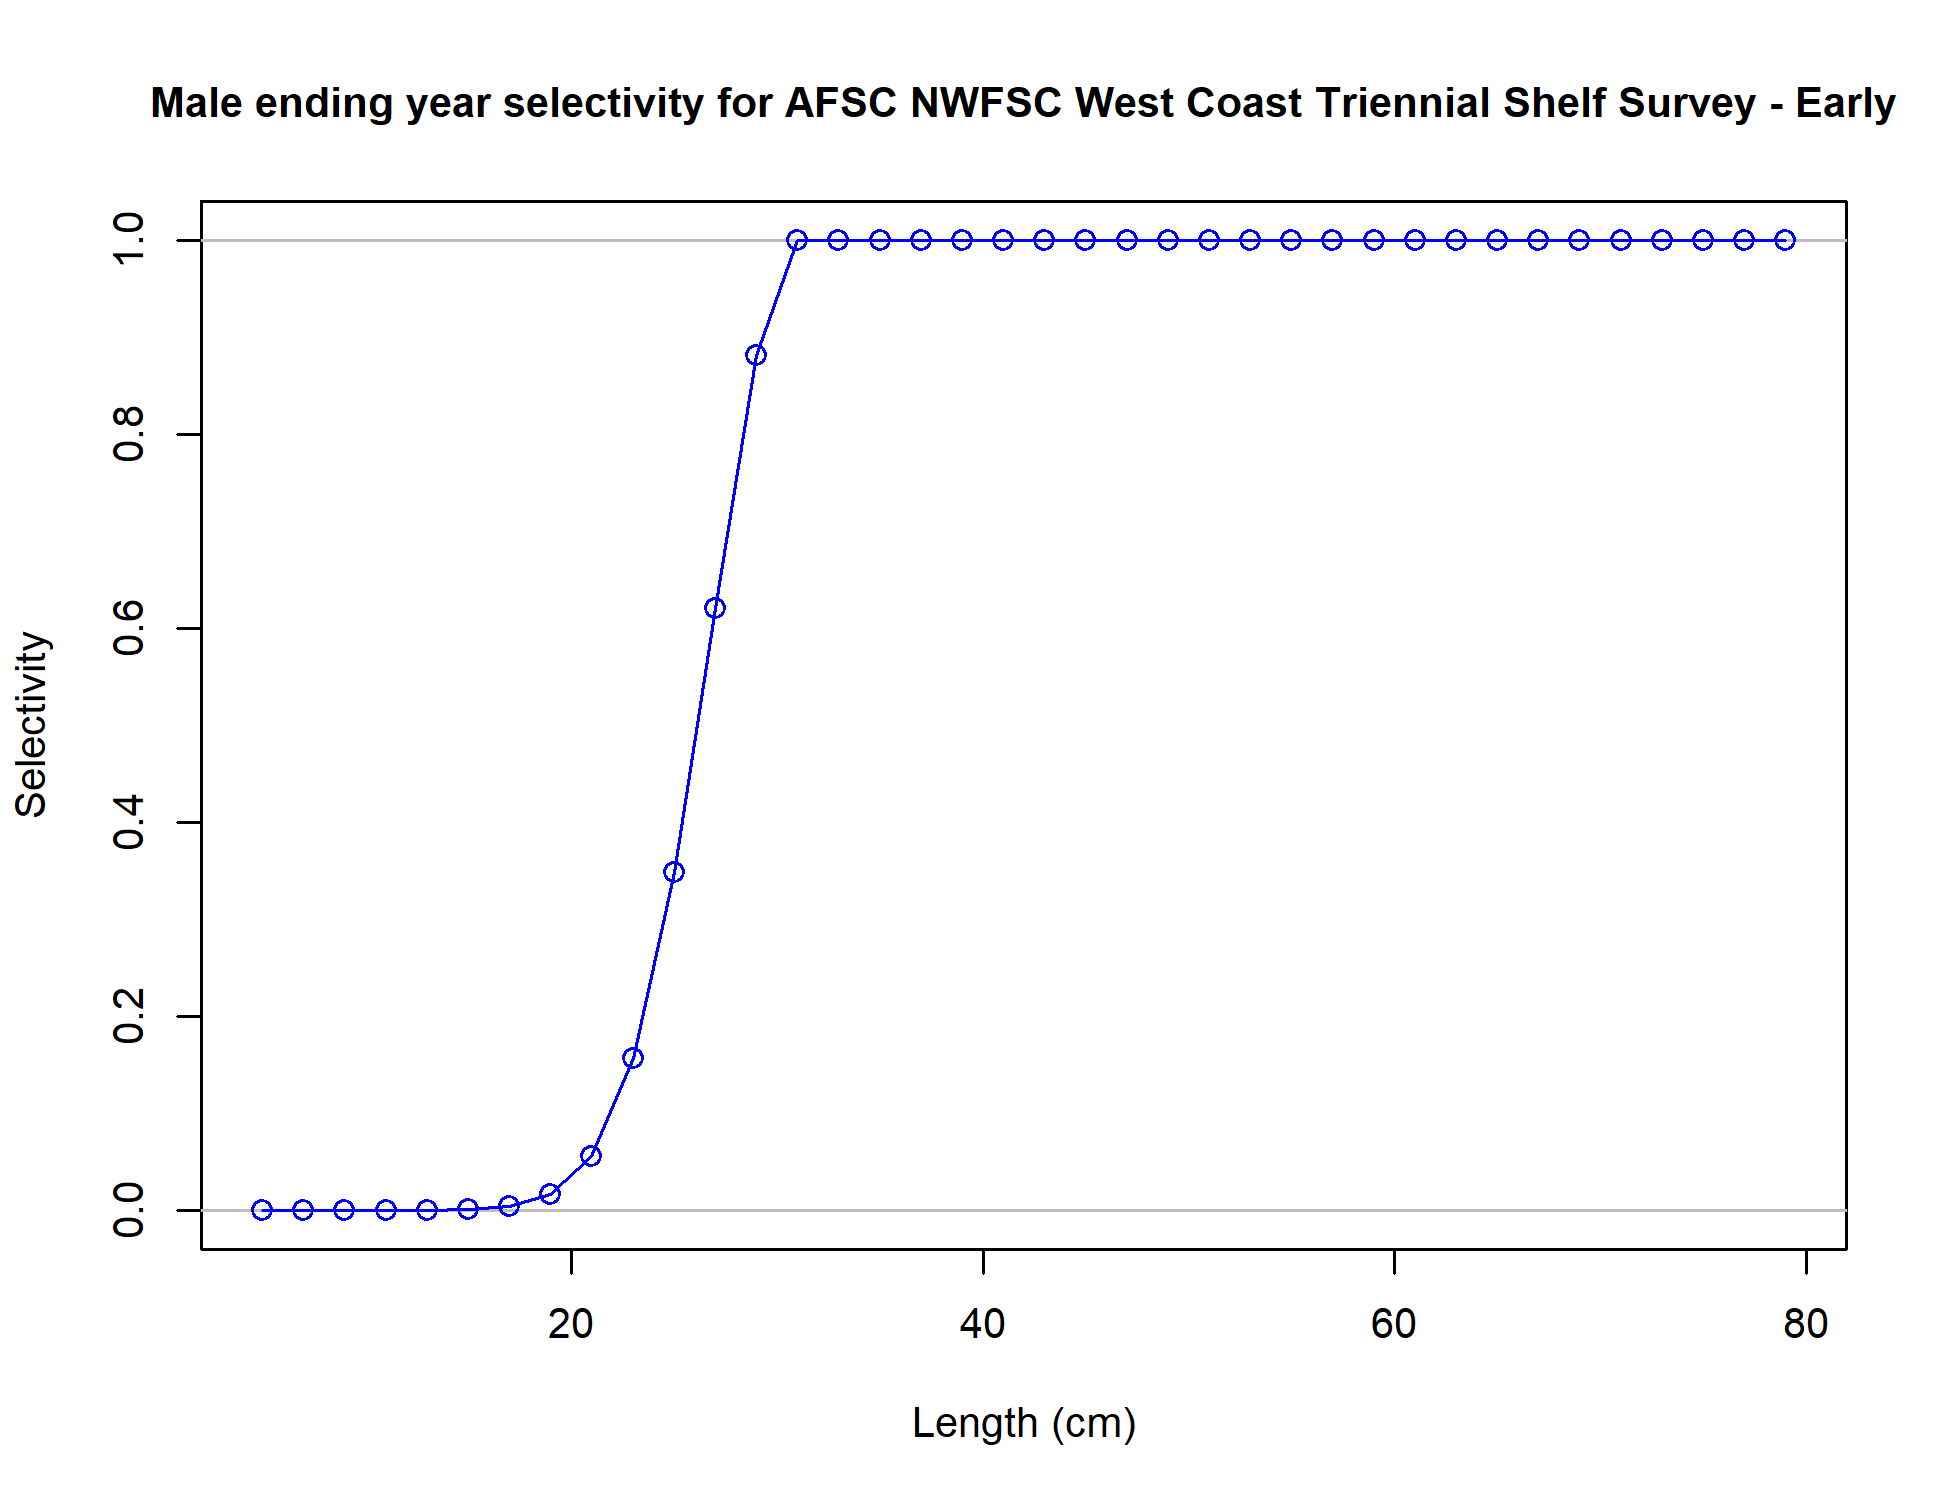 Male ending year selectivity for AFSC NWFSC West Coast Triennial Shelf Survey - Early
Selectivity
1.0
0.8
0.6
0.4
0.2
0.0
20 40 60 80
Length (cm)